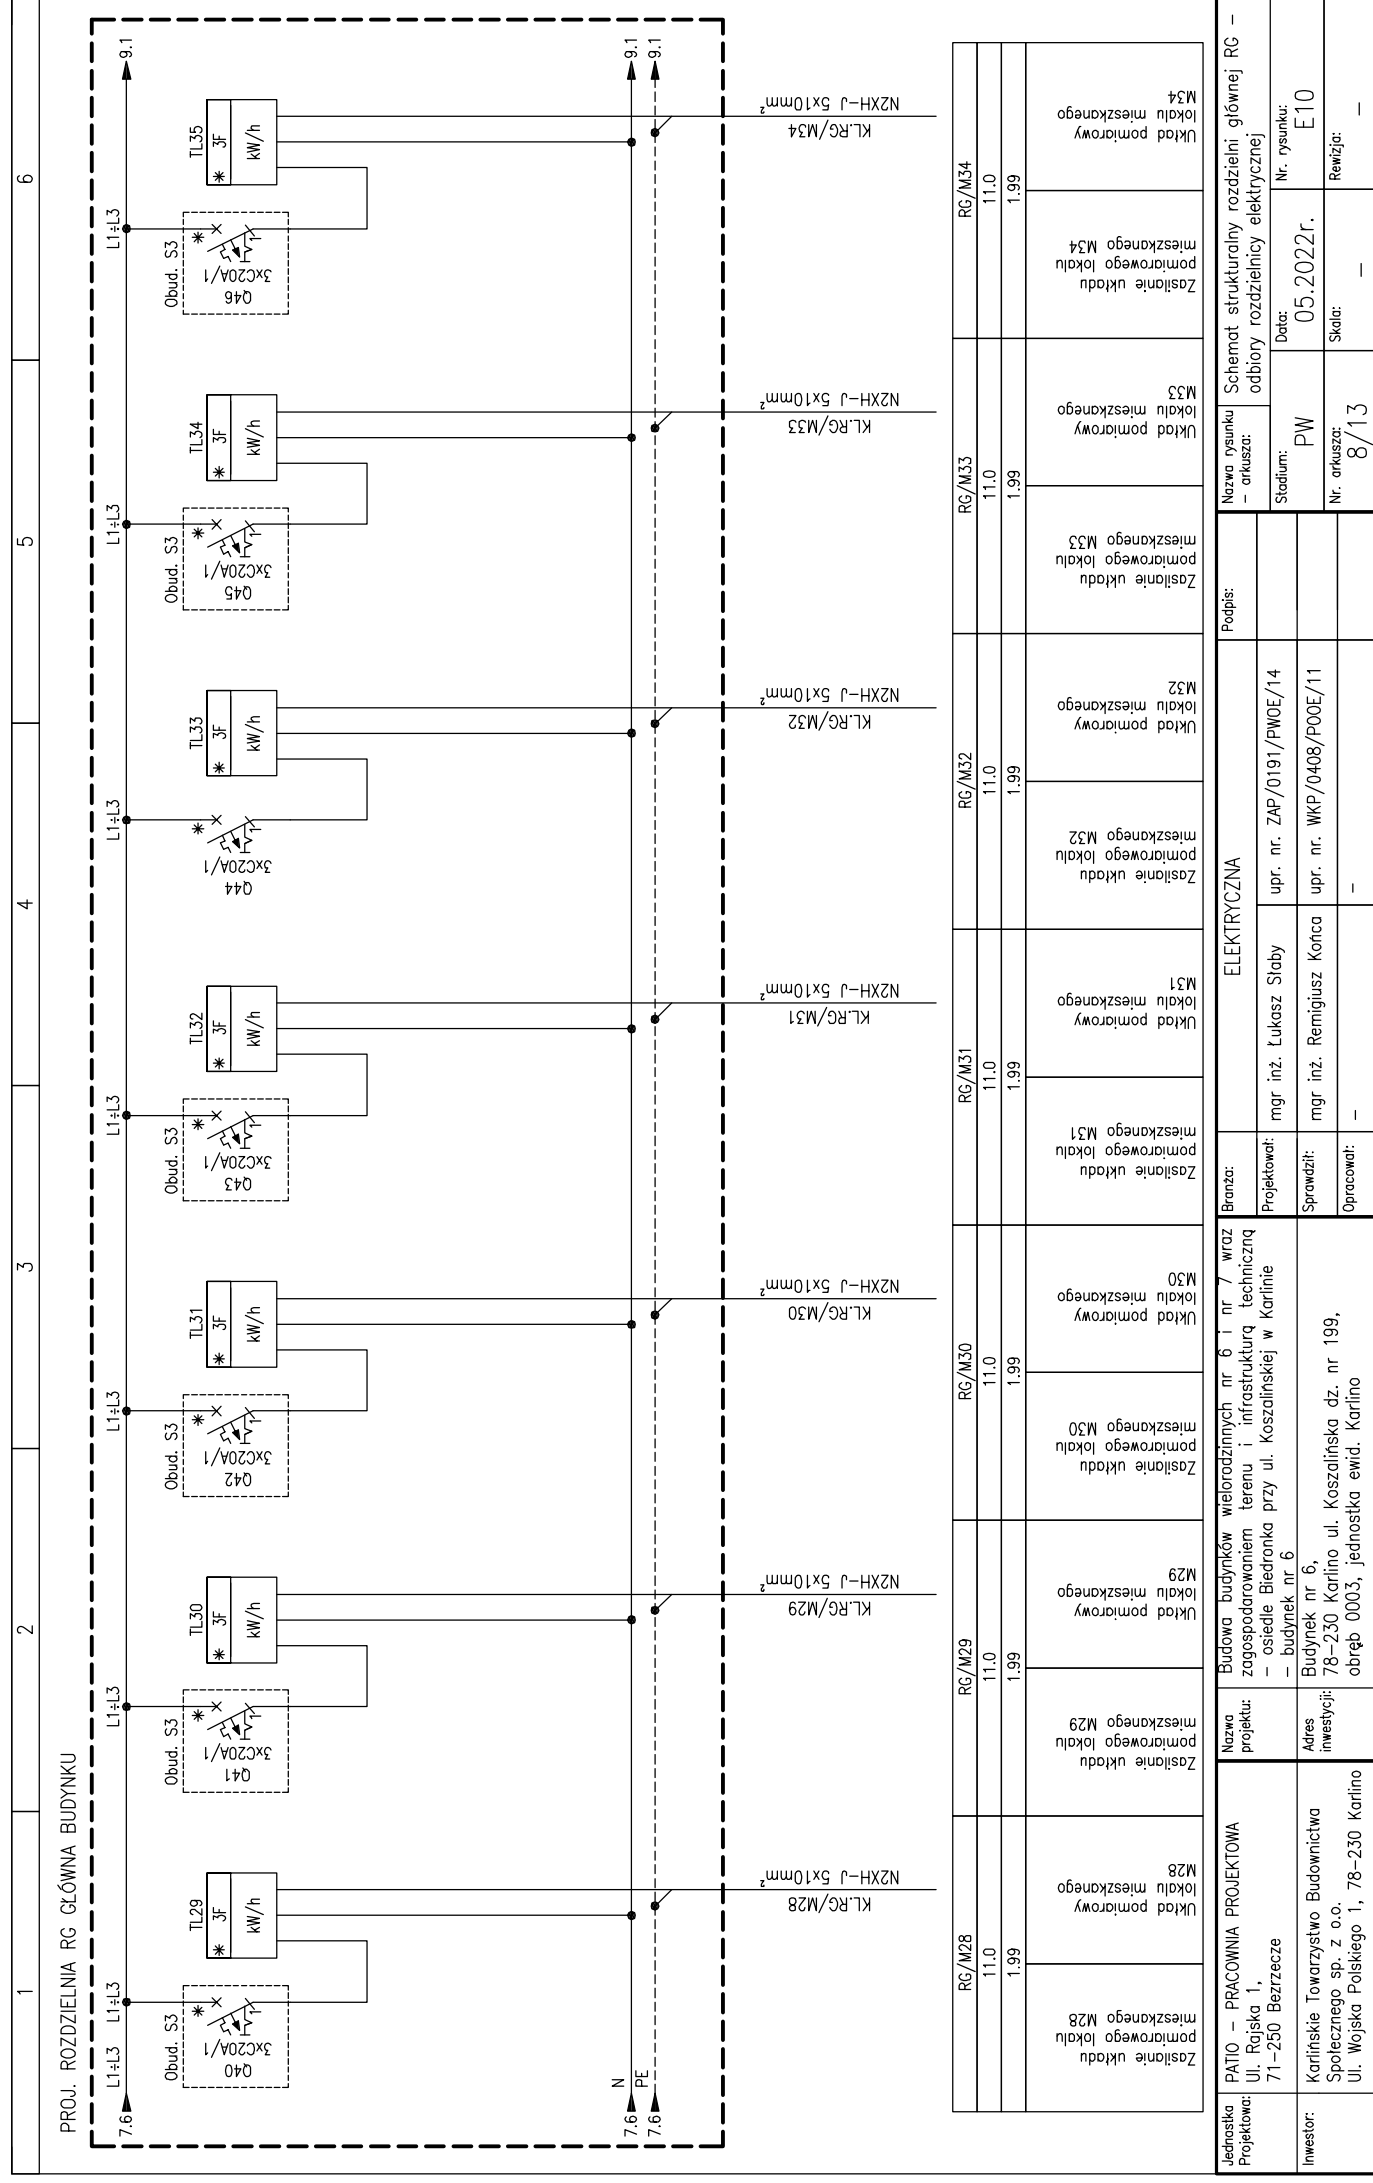 1
2
3
4
5
6
PROJ. ROZDZIELNIA RG GŁÓWNA BUDYNKU
7.6
L1÷L3
9.1
7.6
N
9.1
7.6
PE
9.1
L1÷L3
Obud. S3
Q40
3xC20A/1
TL29
3F
kW/h
KL.RG/M28
N2XH-J 5x10mm²
L1÷L3
Obud. S3
Q41
3xC20A/1
TL30
3F
kW/h
KL.RG/M29
N2XH-J 5x10mm²
L1÷L3
Obud. S3
Q42
3xC20A/1
TL31
3F
kW/h
KL.RG/M30
N2XH-J 5x10mm²
L1÷L3
Obud. S3
Q43
3xC20A/1
TL32
3F
kW/h
KL.RG/M31
N2XH-J 5x10mm²
L1÷L3
Q44
3xC20A/1
TL33
3F
kW/h
KL.RG/M32
N2XH-J 5x10mm²
L1÷L3
Obud. S3
Q45
3xC20A/1
TL34
3F
kW/h
KL.RG/M33
N2XH-J 5x10mm²
L1÷L3
Obud. S3
Q46
3xC20A/1
TL35
3F
kW/h
KL.RG/M34
N2XH-J 5x10mm²
RG/M28
11.0
1.99
Zasilanie układu
pomiarowego lokalu
mieszkanego M28
Układ pomiarowy
lokalu mieszkanego
M28
RG/M29
11.0
1.99
Zasilanie układu
pomiarowego lokalu
mieszkanego M29
Układ pomiarowy
lokalu mieszkanego
M29
RG/M30
11.0
1.99
Zasilanie układu
pomiarowego lokalu
mieszkanego M30
Układ pomiarowy
lokalu mieszkanego
M30
RG/M31
11.0
1.99
Zasilanie układu
pomiarowego lokalu
mieszkanego M31
Układ pomiarowy
lokalu mieszkanego
M31
RG/M32
11.0
1.99
Zasilanie układu
pomiarowego lokalu
mieszkanego M32
Układ pomiarowy
lokalu mieszkanego
M32
RG/M33
11.0
1.99
Zasilanie układu
pomiarowego lokalu
mieszkanego M33
Układ pomiarowy
lokalu mieszkanego
M33
RG/M34
11.0
1.99
Zasilanie układu
pomiarowego lokalu
mieszkanego M34
Układ pomiarowy
lokalu mieszkanego
M34
Jednostka
Projektowa:
PATIO – PRACOWNIA PROJEKTOWA
Ul. Rajska 1,
71-250 Bezrzecze
Inwestor:
Karlińskie Towarzystwo Budownictwa
Społecznego sp. z o.o.
Ul. Wojska Polskiego 1, 78-230 Karlino
Nazwa
projektu:
Budowa budynków wielorodzinnych nr 6 i nr 7 wraz
zagospodarowaniem terenu i infrastrukturą techniczną
– osiedle Biedronka przy ul. Koszalińskiej w Karlinie
– budynek nr 6
Adres
inwestycji:
Budynek nr 6,
78-230 Karlino ul. Koszalińska dz. nr 199,
obręb 0003, jednostka ewid. Karlino
Branża:
ELEKTRYCZNA
Podpis:
Projektował:
mgr inż. Łukasz Słaby
upr. nr. ZAP/0191/PWOE/14
Sprawdził:
mgr inż. Remigiusz Końca
upr. nr. WKP/0408/POOE/11
Opracował:
–
–
Nazwa rysunku
– arkusza:
Schemat strukturalny rozdzielni głównej RG –
odbiory rozdzielnicy elektrycznej
Stadium:
PW
Data:
05.2022r.
Nr. rysunku:
E10
Nr. arkusza:
8/13
Skala:
–
Rewizja:
–